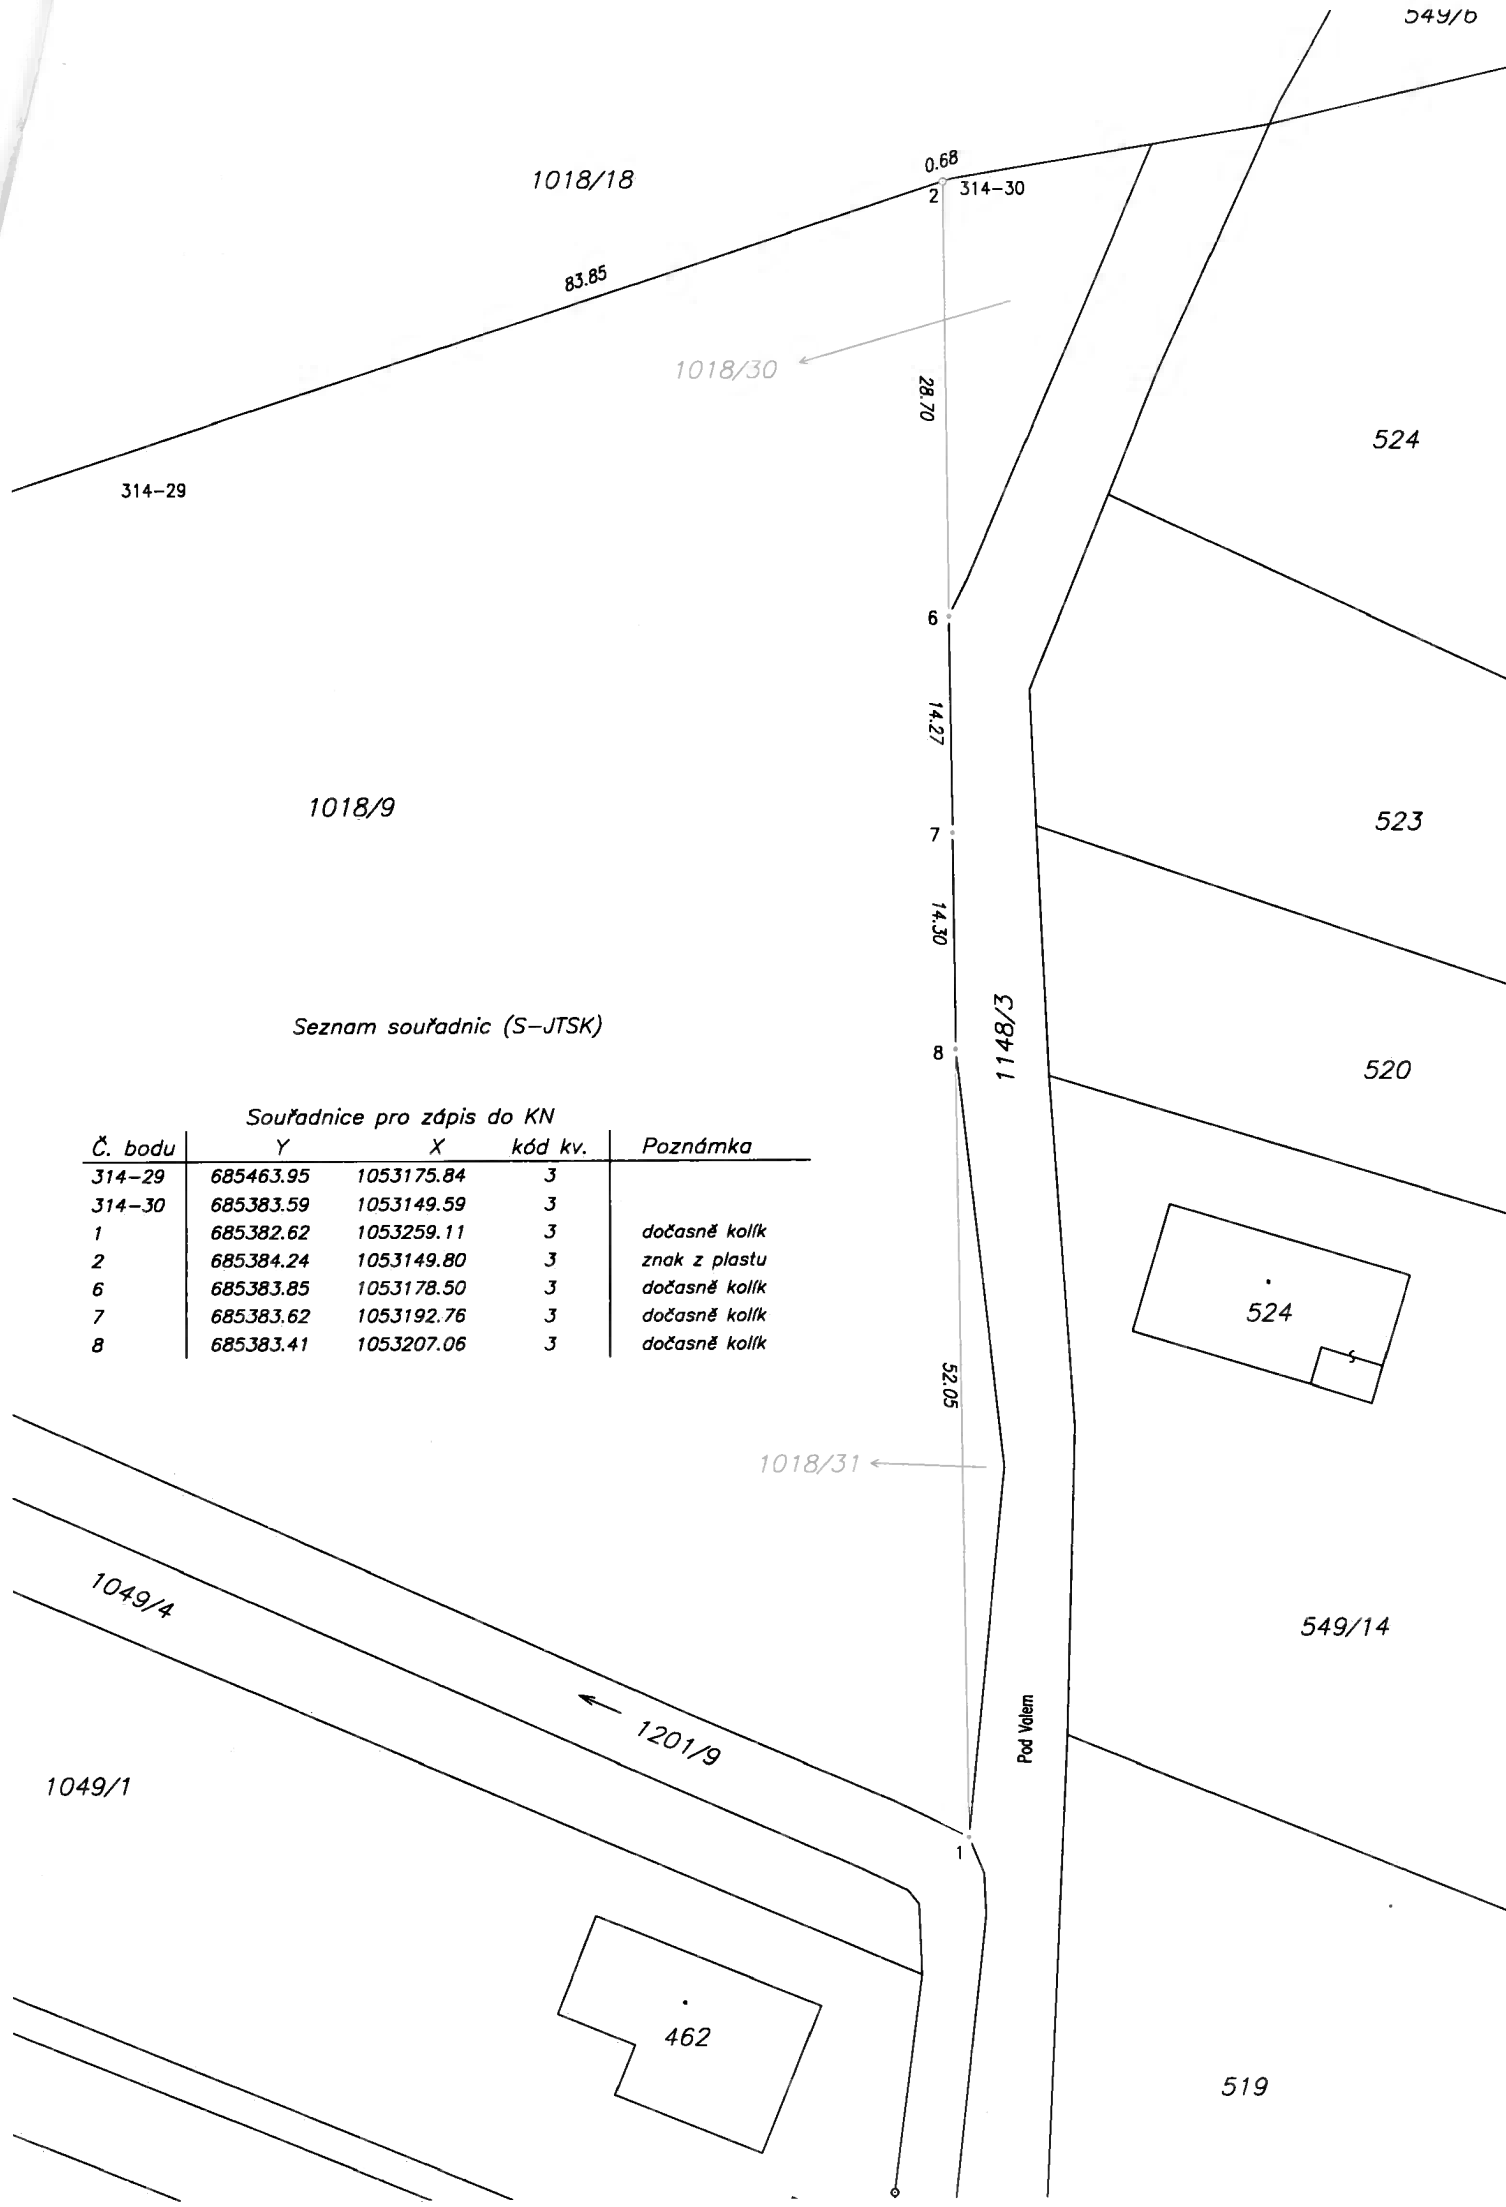 549/6
1018/18
0.68
2
314-30
83.85
1018/30
28.70
524
314-29
6
14.27
1018/9
523
7
14.30
1148/3
Seznam souřadnic (S-JTSK)
8
520
Souřadnice pro zápis do KN
Č. bodu Y X kód kv. Poznámka
314-29 685463.95 1053175.84 3
314-30 685383.59 1053149.59 3
1 685382.62 1053259.11 3 dočasně kolík
2 685384.24 1053149.80 3 znak z plastu
6 685383.85 1053178.50 3 dočasně kolík
7 685383.62 1053192.76 3 dočasně kolík
8 685383.41 1053207.06 3 dočasně kolík
524
52.05
1018/31
1049/4
549/14
1201/9
Pod Valem
1049/1
1
462
519